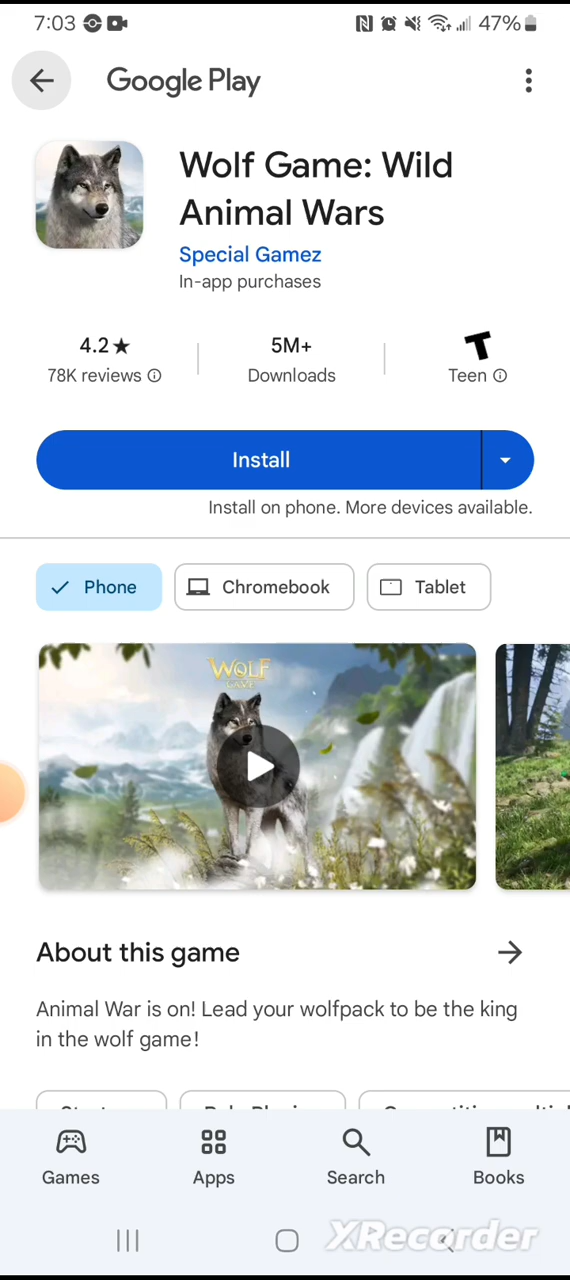 7:03
47%
Google Play
Wolf Game: Wild
Animal Wars
Special Gamez
In-app purchases
4.2★
78K reviews
5M+
Downloads
T
Teen
Install
Install on phone. More devices available.
Phone
Chromebook
Tablet
WOLF
GAME
About this game
Animal War is on! Lead your wolfpack to be the king
in the wolf game!
Games
Apps
Search
Books
XRecorder